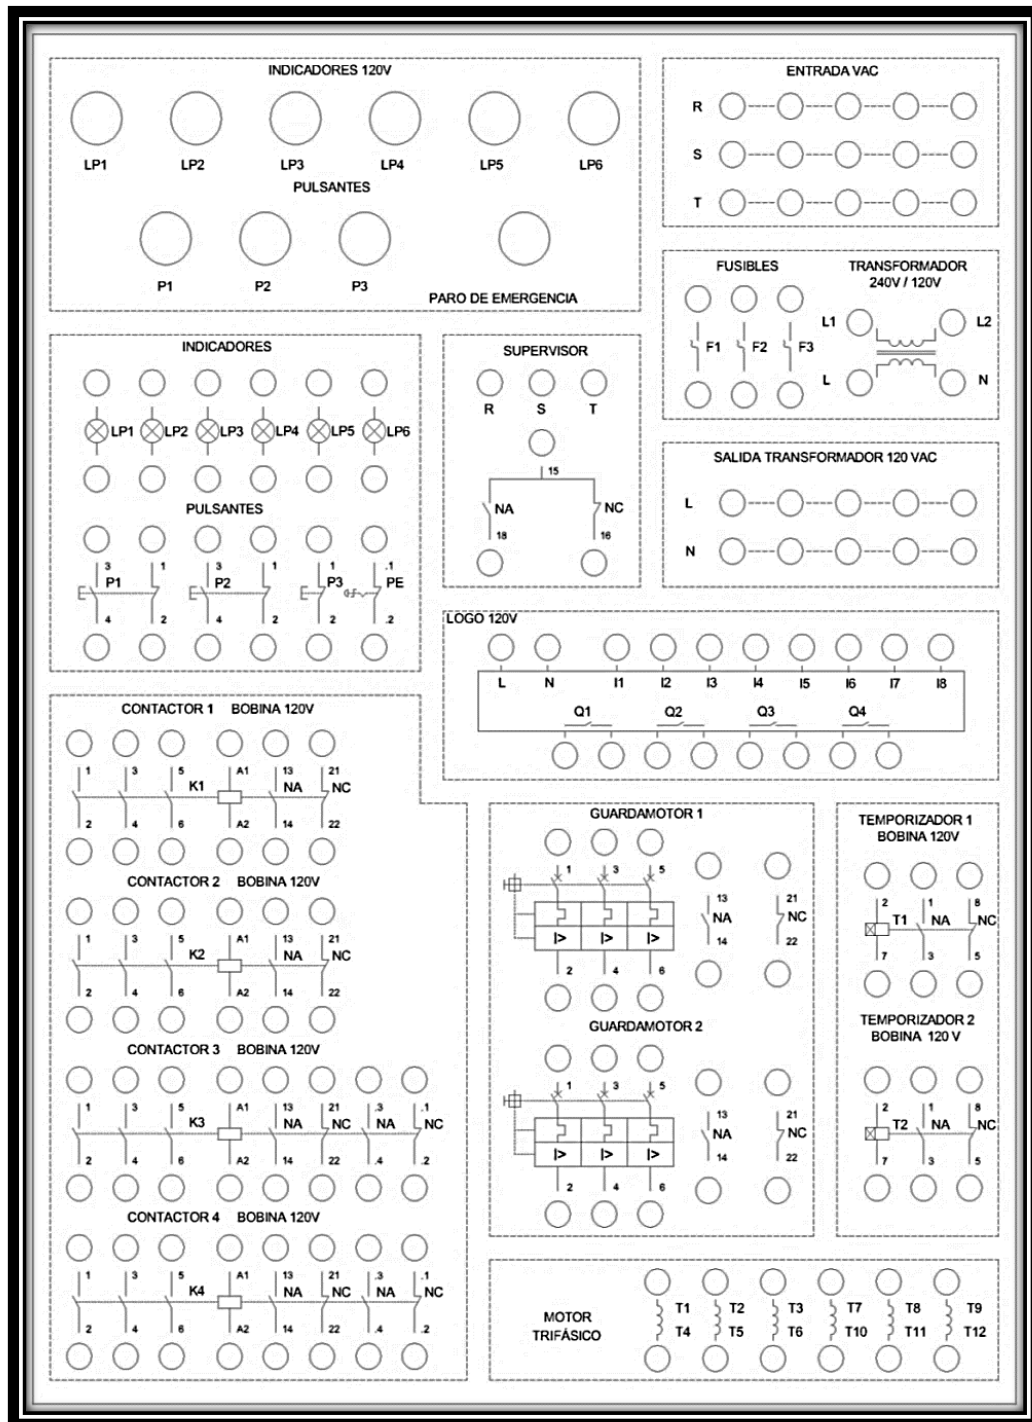 INDICADORES 120V
LP1 LP2 LP3 LP4 LP5 LP6
PULSANTES
P1 P2 P3
PARO DE EMERGENCIA
ENTRADA VAC
R
S
T
FUSIBLES
F1 F2 F3
TRANSFORMADOR
240V / 120V
L1 L2
L N
INDICADORES
LP1 LP2 LP3 LP4 LP5 LP6
PULSANTES
3 1 3 1 1 .1
P1 P2 P3 PE
4 2 4 2 2 .2
SUPERVISOR
R S T
15
NA NC
18 16
SALIDA TRANSFORMADOR 120 VAC
L
N
LOGO 120V
L N I1 I2 I3 I4 I5 I6 I7 I8
Q1 Q2 Q3 Q4
CONTACTOR 1 BOBINA 120V
1 3 5 A1 13 21
K1 NA NC
2 4 6 A2 14 22
CONTACTOR 2 BOBINA 120V
1 3 5 A1 13 21
K2 NA NC
2 4 6 A2 14 22
CONTACTOR 3 BOBINA 120V
1 3 5 A1 13 21 .3 .1
K3 NA NC NA NC
2 4 6 A2 14 22 .4 .2
CONTACTOR 4 BOBINA 120V
1 3 5 A1 13 21 .3 .1
K4 NA NC NA NC
2 4 6 A2 14 22 .4 .2
GUARDAMOTOR 1
1 3 5
13 21
NA NC
14 22
I> I> I>
2 4 6
GUARDAMOTOR 2
1 3 5
13 21
NA NC
14 22
I> I> I>
2 4 6
TEMPORIZADOR 1
BOBINA 120V
2 1 8
T1 NA NC
7 3 5
TEMPORIZADOR 2
BOBINA 120 V
2 1 8
T2 NA NC
7 3 5
MOTOR
TRIFÁSICO
T1 T2 T3 T7 T8 T9
T4 T5 T6 T10 T11 T12